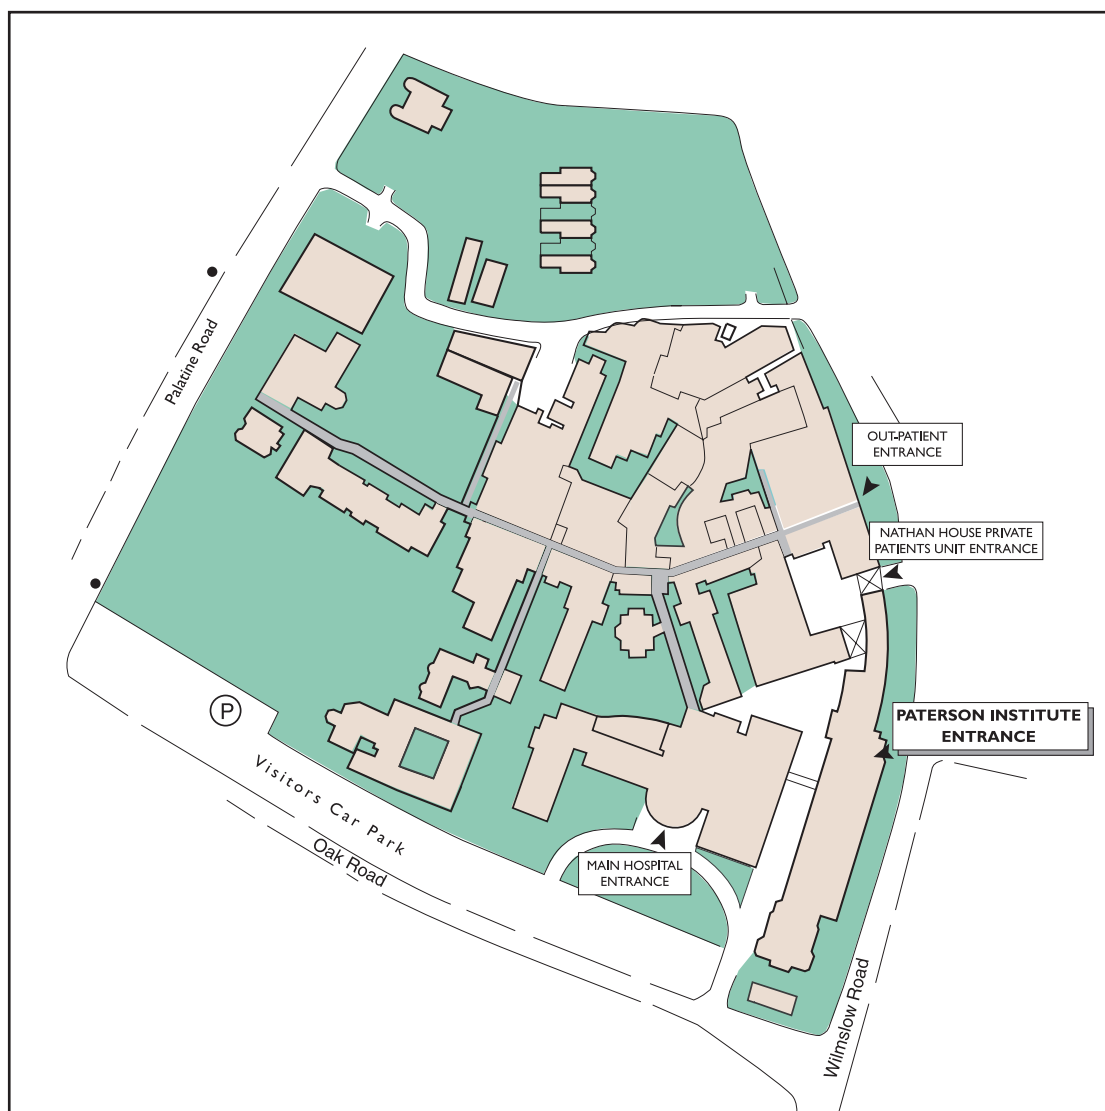 Palatine Road
OUT-PATIENT
ENTRANCE
NATHAN HOUSE PRIVATE
PATIENTS UNIT ENTRANCE
PATERSON INSTITUTE
ENTRANCE
P
Visitors Car Park
Oak Road
MAIN HOSPITAL
ENTRANCE
Wilmslow Road